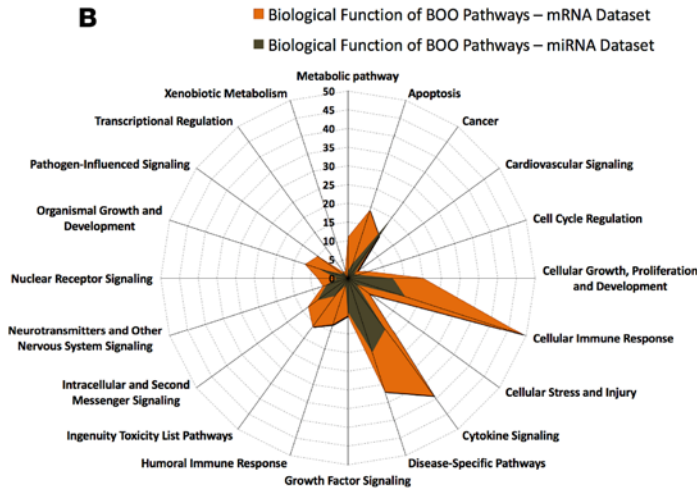 B
Biological Function of BOO Pathways – mRNA Dataset
Biological Function of BOO Pathways – miRNA Dataset
Metabolic pathway
Xenobiotic Metabolism
Apoptosis
Transcriptional Regulation
Cancer
Pathogen-Influenced Signaling
Cardiovascular Signaling
Organismal Growth and
Development
Cell Cycle Regulation
Nuclear Receptor Signaling
Cellular Growth, Proliferation
and Development
Neurotransmitters and Other
Nervous System Signaling
Cellular Immune Response
Intracellular and Second
Messenger Signaling
Cellular Stress and Injury
Ingenuity Toxicity List Pathways
Cytokine Signaling
Humoral Immune Response
Disease-Specific Pathways
Growth Factor Signaling
50
45
40
35
30
25
20
15
10
5
0